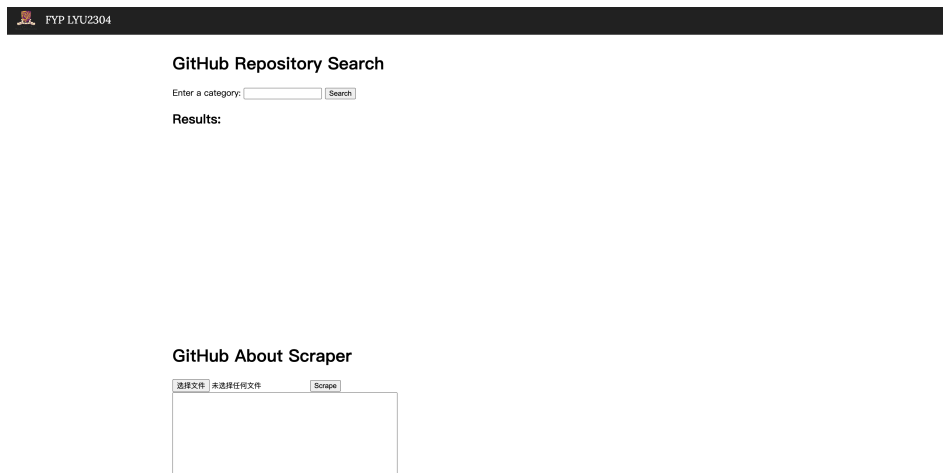 FYP LYU2304
GitHub Repository Search
Enter a category: Search
Results:
GitHub About Scraper
选择文件 未选择任何文件 Scrape